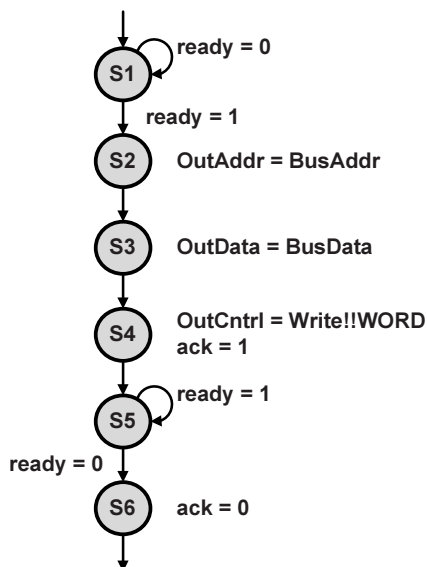 S1
ready = 0
ready = 1
S2
OutAddr = BusAddr
S3
OutData = BusData
S4
OutCntrl = Write!!WORD
ack = 1
S5
ready = 1
ready = 0
S6
ack = 0